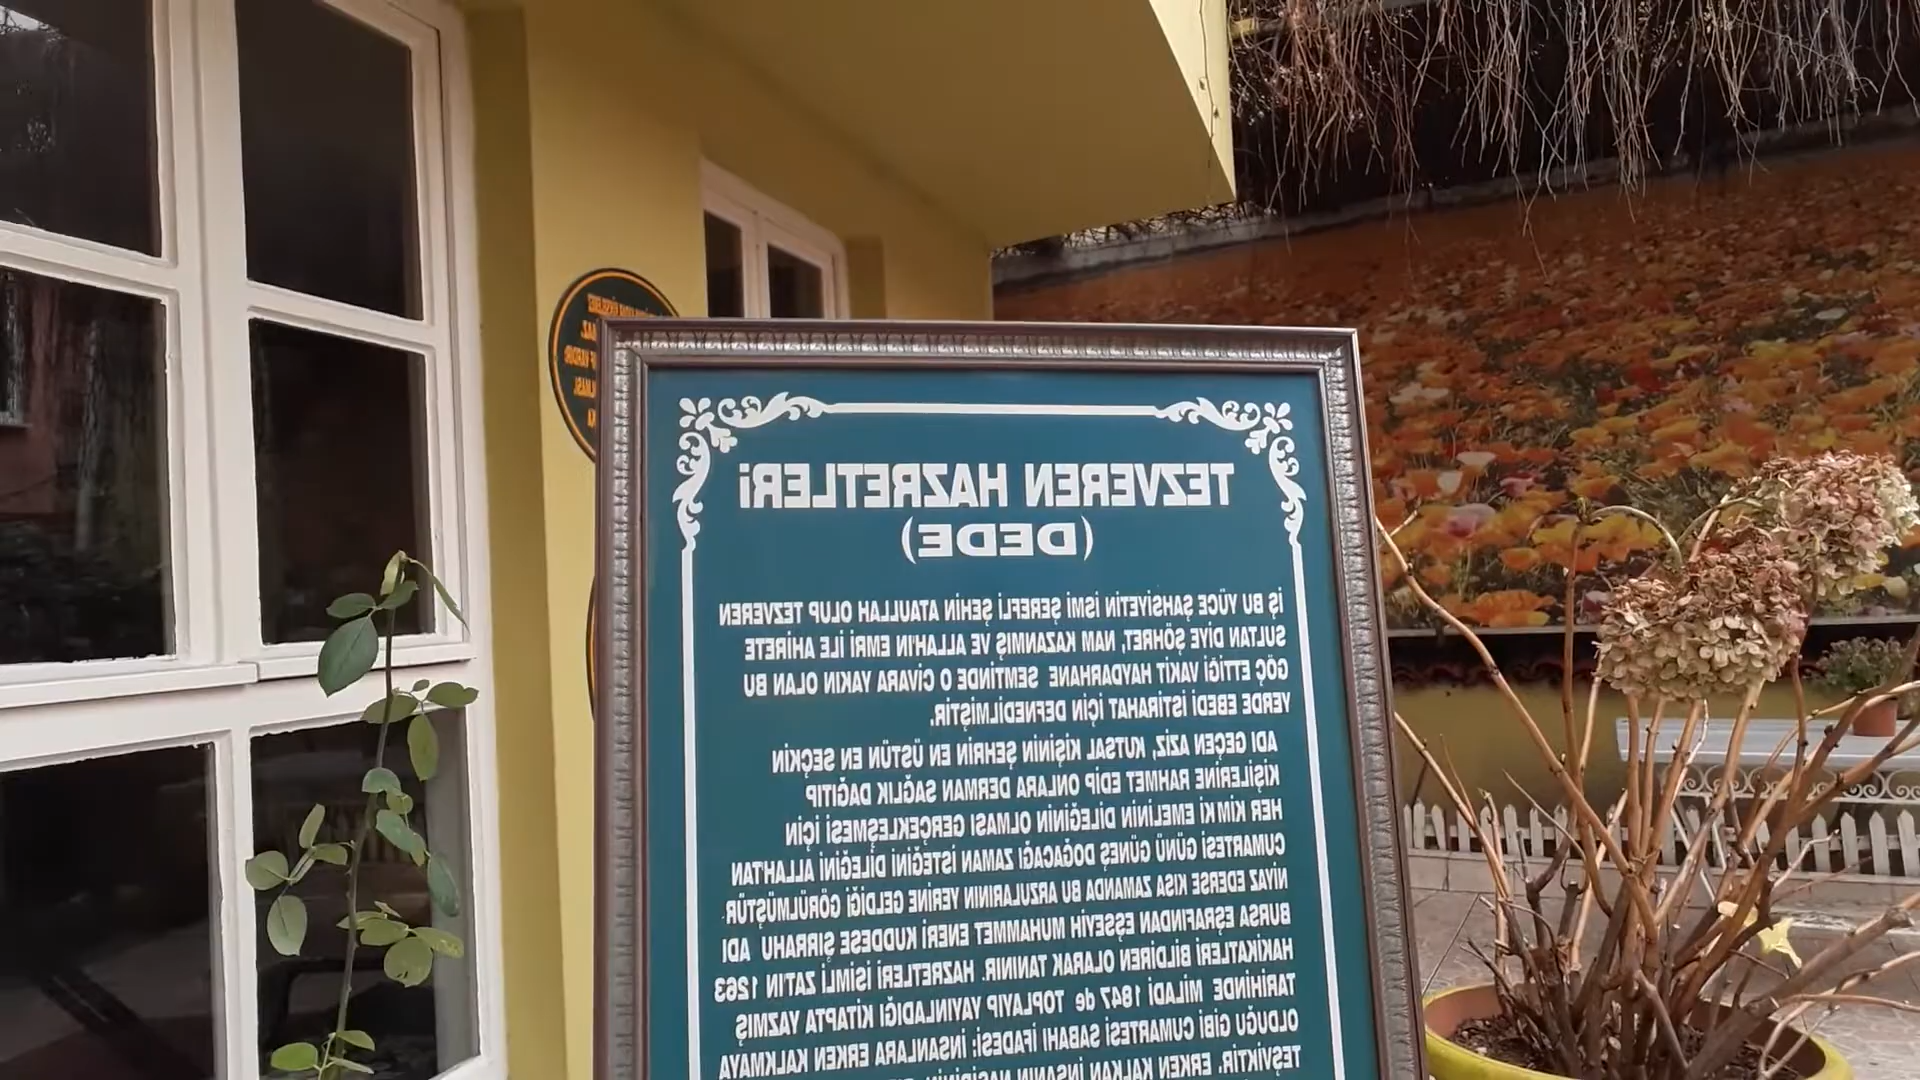 TEZVEREN HAZRETLERİ
(DEDE)
İŞ BU YÜCE ŞAHSİYETİN İSMİ ŞEREFLİ ŞEHİN ATAULLAH OLUP TEZVEREN
SULTAN DİYE ŞÖHRET, NAM KAZANMIŞ VE ALLAH'IN EMRİ İLE AHİRETE
GÖÇ ETTİĞİ VAKİT HAYDARHANE SEMTİNDE O CİVARA YAKIN OLAN BU
YERDE EBEDİ İSTİRAHAT İÇİN DEFNEDİLMİŞTİR.
ADI GEÇEN AZİZ, KUTSAL KİŞİNİN ŞEHRİN EN ÜSTÜN EN SEÇKİN
KİŞİLERİNE RAHMET EDİP ONLARA DERMAN SAĞLIK DAĞITIP
HER KİM Kİ EMELİNİN DİLEĞİNİN OLMASI GERÇEKLEŞMESİ İÇİN
CUMARTESİ GÜNÜ GÜNEŞ DOĞACAĞI ZAMAN İSTEĞİNİ DİLEĞİNİ ALLAH'TAN
NİYAZ EDERSE KISA ZAMANDA BU ARZULARININ YERİNE GELDİĞİ GÖRÜLMÜŞTÜR.
BURSA EŞRAFINDAN EŞŞEYİH MUHAMMET ENERİ KUDDESE ŞIRRAHU ADI
HAKİKATLERİ BİLDİREN OLARAK TANINIR. HAZRETLERİ İSİMLİ ZATIN 1263
TARİHİNDE MİLADİ 1847 de TOPLAYIP YAYINLADIĞI KİTAPTA YAZMIŞ
OLDUĞU GİBİ CUMARTESİ SABAHI İFADESİ; İNSANLARA ERKEN KALKMAYA
TEŞVİKTİR. ERKEN KALKAN İNSANIN